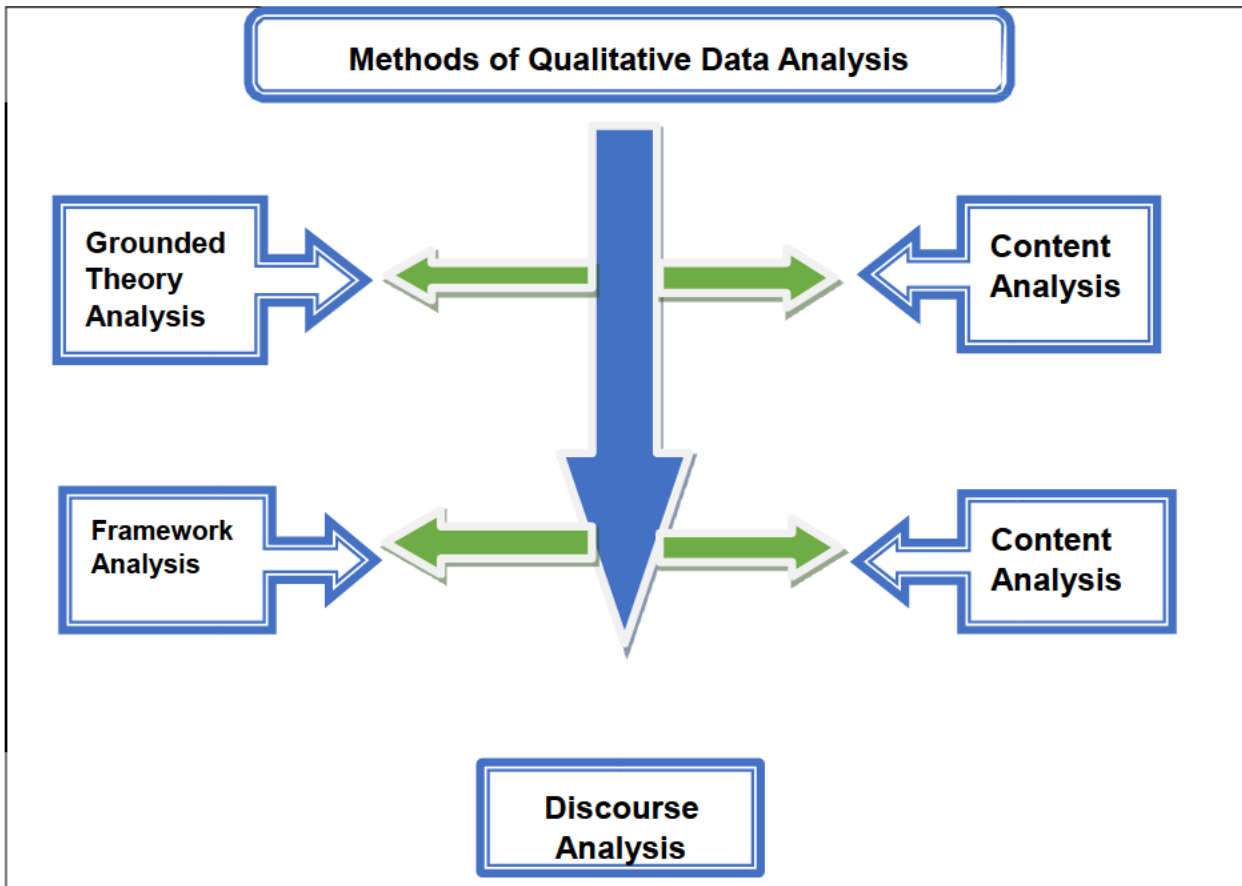 Methods of Qualitative Data Analysis
Grounded
Theory
Analysis
Content
Analysis
Framework
Analysis
Content
Analysis
Discourse
Analysis